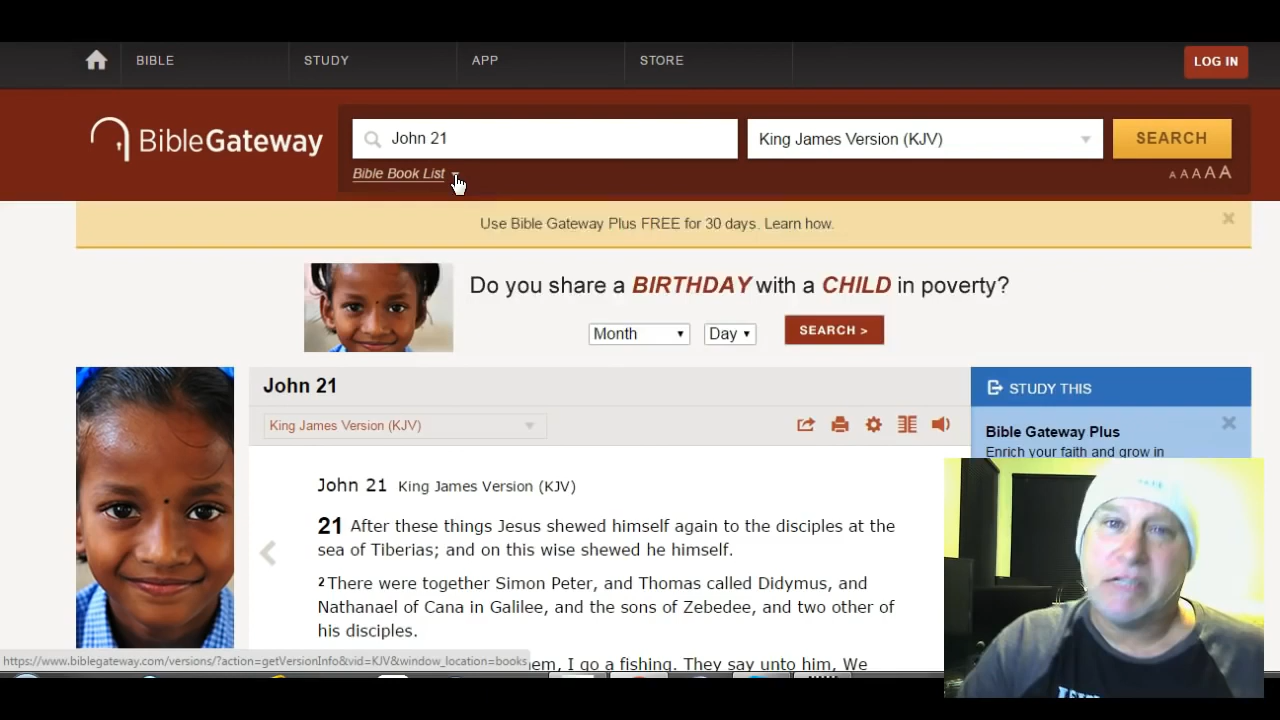 BIBLE STUDY APP STORE LOG IN
BibleGateway
John 21
King James Version (KJV)
SEARCH
Bible Book List
A A A A A
Use Bible Gateway Plus FREE for 30 days. Learn how.
Do you share a BIRTHDAY with a CHILD in poverty?
Month Day SEARCH >
John 21
King James Version (KJV)
John 21 King James Version (KJV)
21 After these things Jesus shewed himself again to the disciples at the
sea of Tiberias; and on this wise shewed he himself.
2 There were together Simon Peter, and Thomas called Didymus, and
Nathanael of Cana in Galilee, and the sons of Zebedee, and two other of
his disciples.
I go a fishing. They say unto him, We
STUDY THIS
Bible Gateway Plus
Enrich your faith and grow in
https://www.biblegateway.com/versions/?action=getVersionInfo&vid=KJV&window_location=books